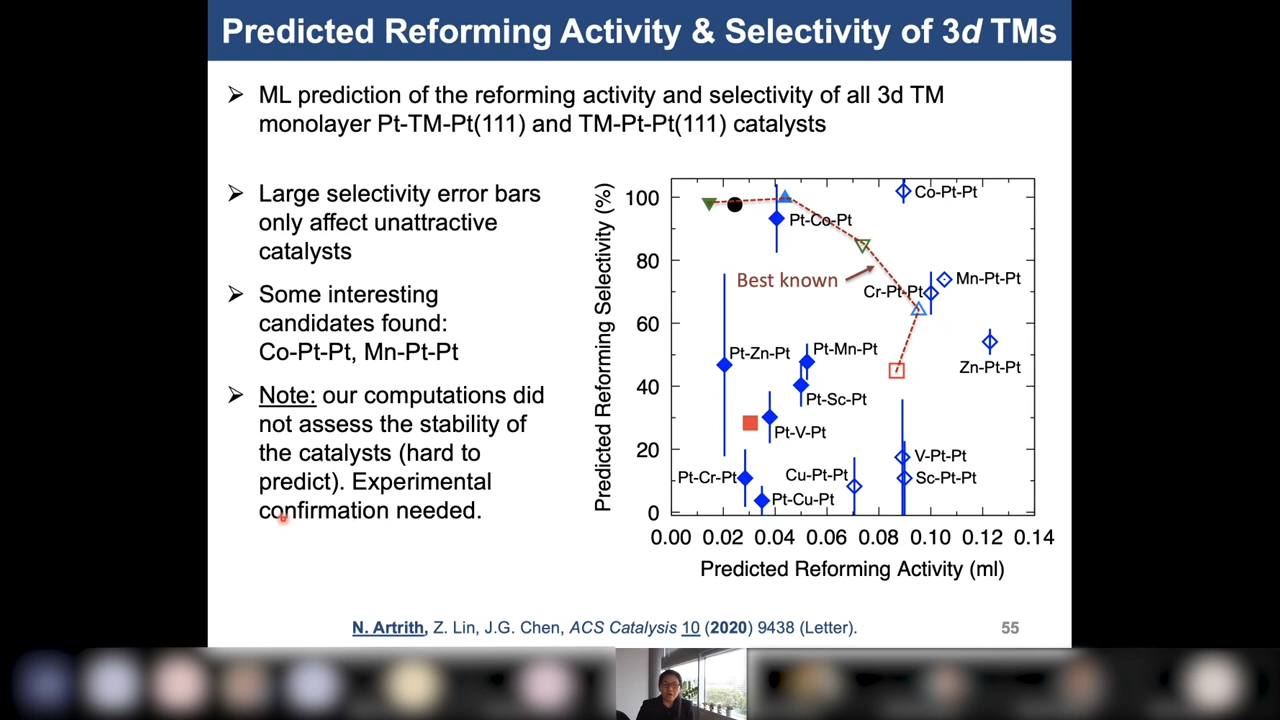 Predicted Reforming Activity & Selectivity of 3d TMs
➢ ML prediction of the reforming activity and selectivity of all 3d TM
monolayer Pt-TM-Pt(111) and TM-Pt-Pt(111) catalysts
➢ Large selectivity error bars
only affect unattractive
catalysts
➢ Some interesting
candidates found:
Co-Pt-Pt, Mn-Pt-Pt
➢ Note: our computations did
not assess the stability of
the catalysts (hard to
predict). Experimental
confirmation needed.
Predicted Reforming Selectivity (%)
100
80
60
40
20
0
Co-Pt-Pt
Pt-Co-Pt
Best known
Mn-Pt-Pt
Cr-Pt-Pt
Zn-Pt-Pt
Pt-Zn-Pt
Pt-Mn-Pt
Pt-Sc-Pt
Pt-V-Pt
V-Pt-Pt
Pt-Cr-Pt
Cu-Pt-Pt
Sc-Pt-Pt
Pt-Cu-Pt
0.00 0.02 0.04 0.06 0.08 0.10 0.12 0.14
Predicted Reforming Activity (ml)
N. Artrith, Z. Lin, J.G. Chen, ACS Catalysis 10 (2020) 9438 (Letter).
55